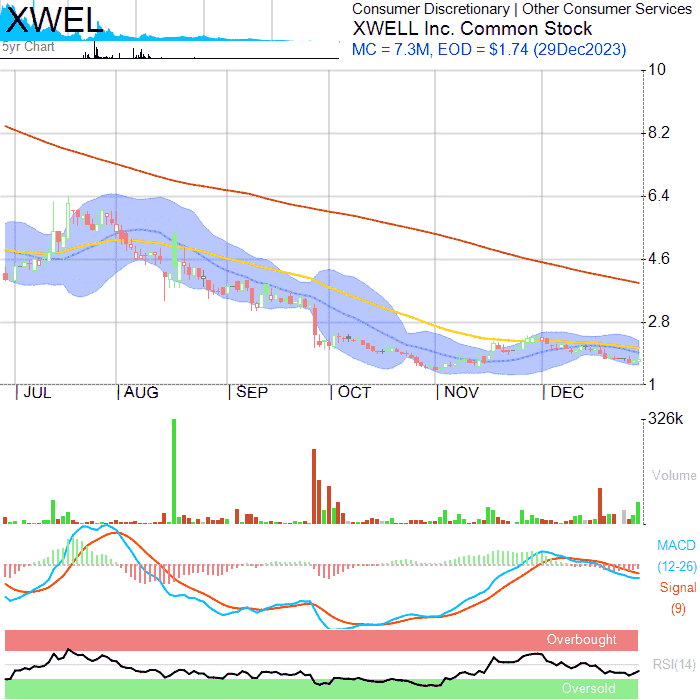 XWEL
5yr Chart
Consumer Discretionary | Other Consumer Services
XWELL Inc. Common Stock
MC = 7.3M, EOD = $1.74 (29Dec2023)
10
8.2
6.4
4.6
2.8
1
JUL AUG SEP OCT NOV DEC
326k
Volume
MACD
(12-26)
Signal
(9)
Overbought
RSI(14)
Oversold